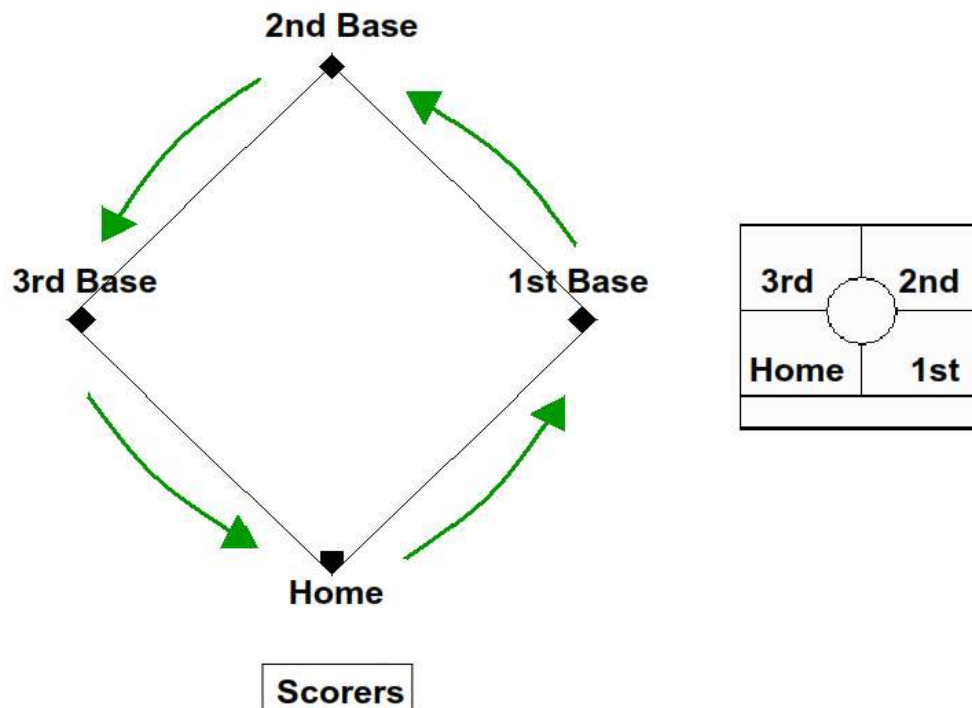 2nd Base
3rd Base
1st Base
3rd
2nd
Home
1st
Home
Scorers